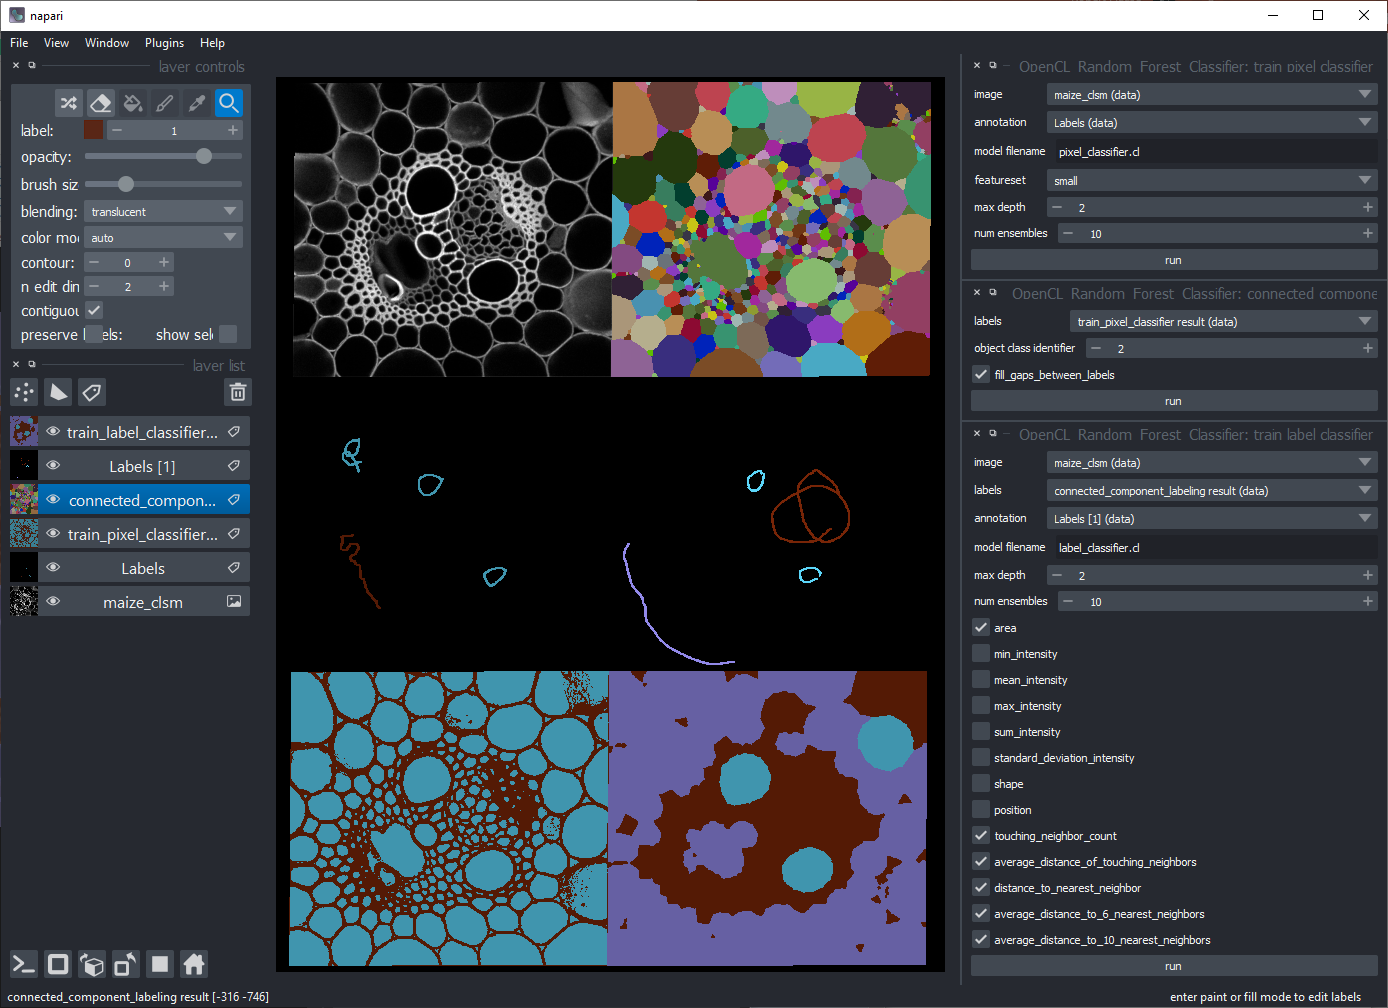 napari
File View Window Plugins Help
layer controls
label: 1
opacity:
brush siz
blending: translucent
color mo auto
contour: 0
n edit din 2
contiguou
preserve l els: show sel
layer list
train_label_classifier...
Labels [1]
connected_compon...
train_pixel_classifier...
Labels
maize_clsm
connected_component_labeling result [-316 -746]
OpenCL Random Forest Classifier: train pixel classifier
image maize_clsm (data)
annotation Labels (data)
model filename pixel_classifier.cl
featureset small
max depth 2
num ensembles 10
run
OpenCL Random Forest Classifier: connected compone
labels train_pixel_classifier result (data)
object class identifier 2
fill_gaps_between_labels
run
OpenCL Random Forest Classifier: train label classifier
image maize_clsm (data)
labels connected_component_labeling result (data)
annotation Labels [1] (data)
model filename label_classifier.cl
max depth 2
num ensembles 10
area
min_intensity
mean_intensity
max_intensity
sum_intensity
standard_deviation_intensity
shape
position
touching_neighbor_count
average_distance_of_touching_neighbors
distance_to_nearest_neighbor
average_distance_to_6_nearest_neighbors
average_distance_to_10_nearest_neighbors
run
enter paint or fill mode to edit labels